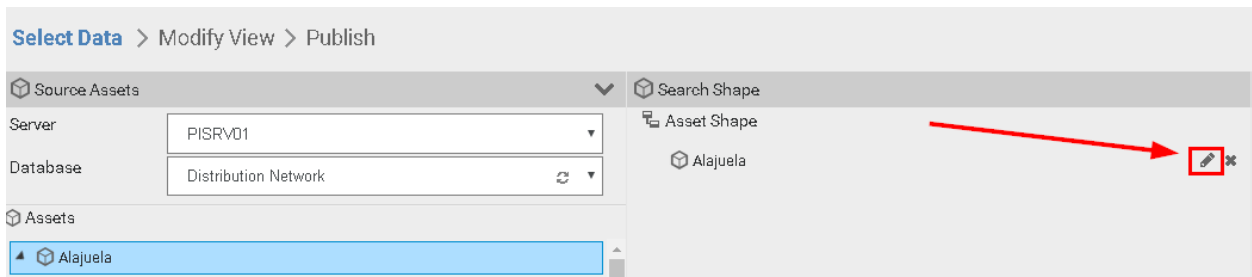 Select Data > Modify View > Publish
Source Assets
Server
PISRV01
Database
Distribution Network
Assets
Alajuela
Search Shape
Asset Shape
Alajuela